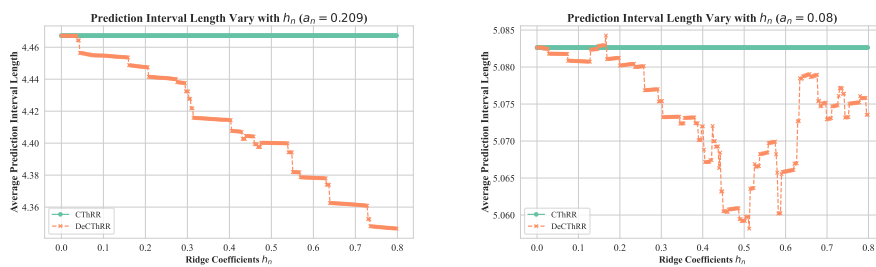 Prediction Interval Length Vary with $h_n$ ($a_n = 0.209$)
Average Prediction Interval Length
4.46
4.44
4.42
4.40
4.38
4.36
CThRR
DeCThRR
0.0 0.1 0.2 0.3 0.4 0.5 0.6 0.7 0.8
Ridge Coefficients $h_n$
Prediction Interval Length Vary with $h_n$ ($a_n = 0.08$)
Average Prediction Interval Length
5.085
5.080
5.075
5.070
5.065
5.060
CThRR
DeCThRR
0.0 0.1 0.2 0.3 0.4 0.5 0.6 0.7 0.8
Ridge Coefficients $h_n$